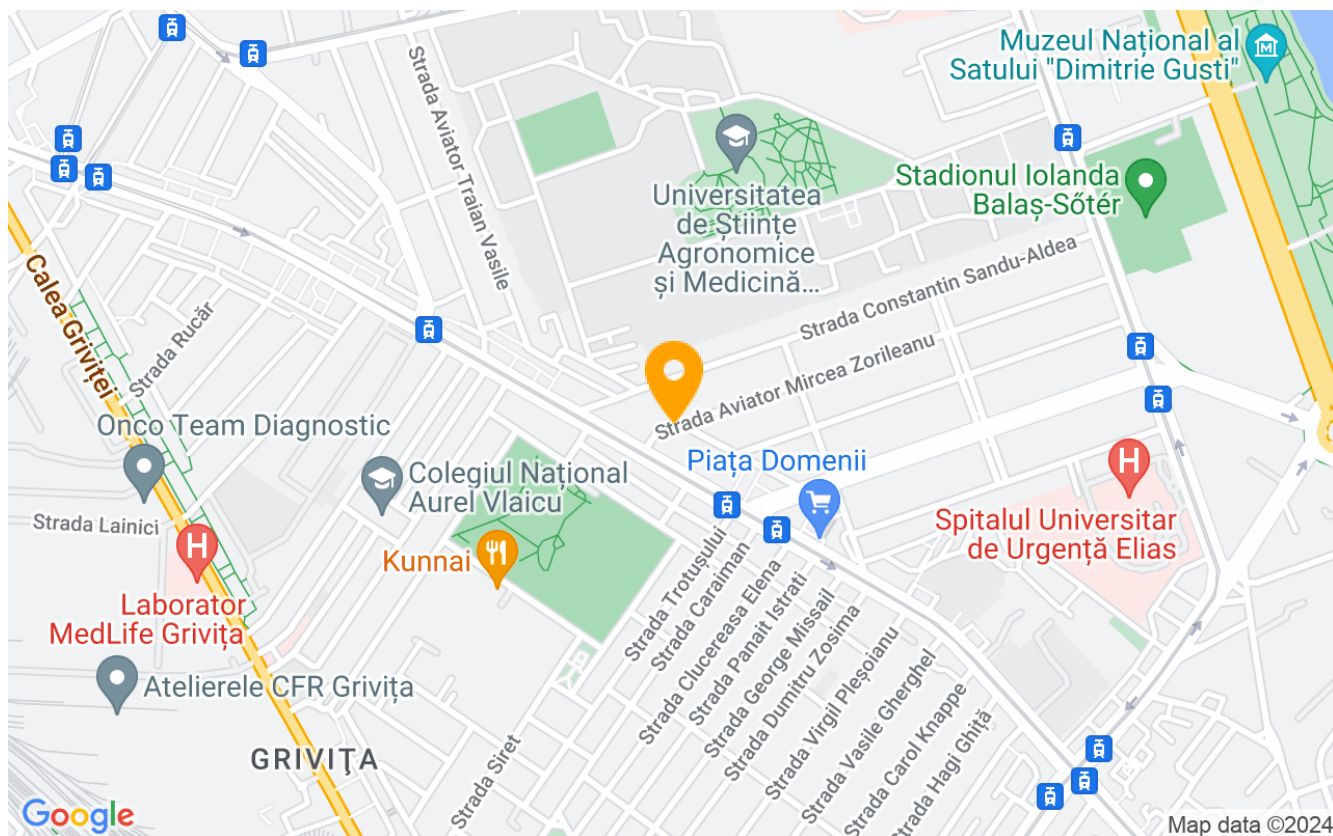 Muzeul Național al
Satului "Dimitrie Gusti"
Strada Aviator Traian Vasile
Universitatea
de Științe
Agronomice
și Medicină...
Stadionul Iolanda
Balaș-Sőtér
Calea Griviței
Strada Rucăr
Strada Constantin Sandu-Aldea
Strada Aviator Mircea Zorileanu
Onco Team Diagnostic
Colegiul Național
Aurel Vlaicu
Piața Domenii
Strada Lainici
Spitalul Universitar
de Urgență Elias
Kunnai
Laborator
MedLife Grivița
Strada Trotușului
Strada Caraiman
Strada Clucereasa Elena
Strada Panait Istrati
Strada George Missail
Strada Dumitru Zosima
Strada Virgil Pleșoianu
Strada Vasile Gherghel
Strada Carol Knappe
Strada Hagi Ghiță
Atelierele CFR Grivița
GRIVIŢA
Strada Siret
Google
Map data ©2024